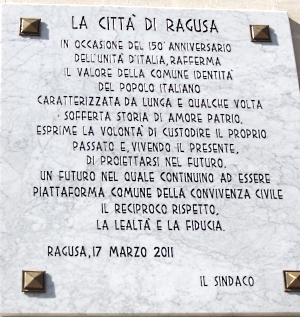 LA CITTÀ DI RAGUSA
IN OCCASIONE DEL 150° ANNIVERSARIO
DELL'UNITÀ D'ITALIA, RAFFERMA
IL VALORE DELLA COMUNE IDENTITÀ
DEL POPOLO ITALIANO
CARATTERIZZATA DA LUNGA E QUALCHE VOLTA
SOFFERTA STORIA DI AMORE PATRIO.
ESPRIME LA VOLONTÀ DI CUSTODIRE IL PROPRIO
PASSATO E, VIVENDO IL PRESENTE,
DI PROIETTARSI NEL FUTURO.
UN FUTURO NEL QUALE CONTINUINO AD ESSERE
PIATTAFORMA COMUNE DELLA CONVIVENZA CIVILE
IL RECIPROCO RISPETTO,
LA LEALTÀ E LA FIDUCIA.
RAGUSA, 17 MARZO 2011
IL SINDACO